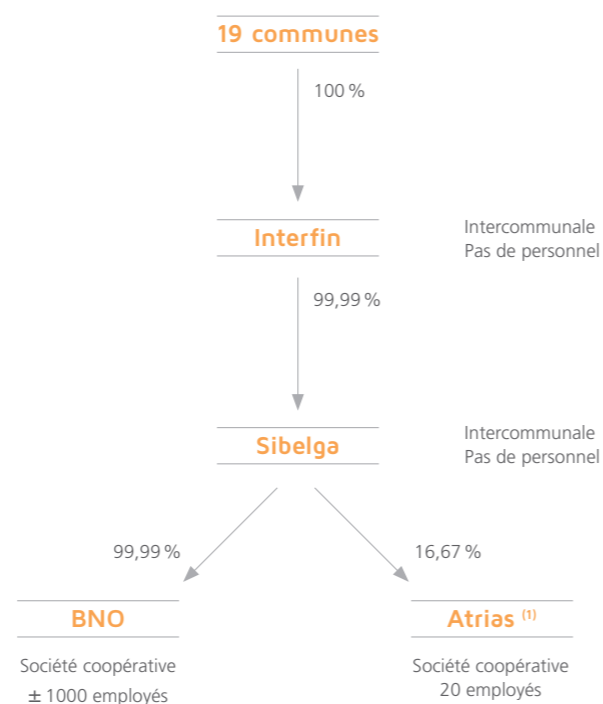 19 communes
100 %
Interfin
Intercommunale
Pas de personnel
99,99 %
Sibelga
Intercommunale
Pas de personnel
99,99 %
16,67 %
BNO
Atrias (1)
Société coopérative
± 1000 employés
Société coopérative
20 employés